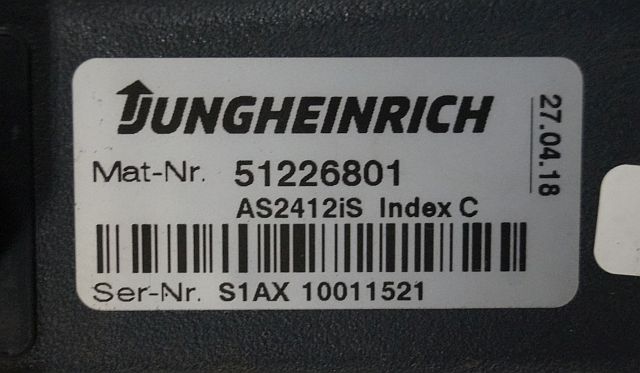 JUNGHEINRICH
27.04.18
Mat-Nr. 51226801
AS2412iS Index C
Ser-Nr. S1AX 10011521